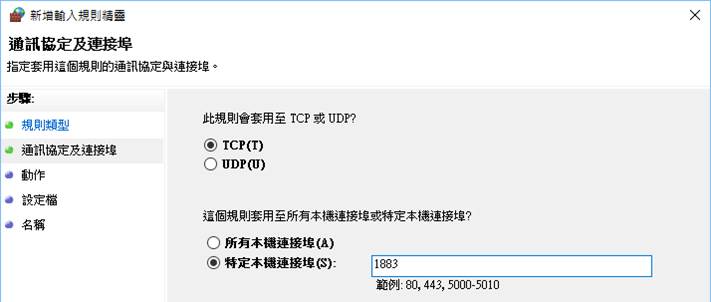 新增輸入規則精靈
通訊協定及連接埠
指定套用這個規則的通訊協定與連接埠。
步驟:
規則類型
通訊協定及連接埠
動作
設定檔
名稱
此規則會套用至 TCP 或 UDP?
TCP(T)
UDP(U)
這個規則套用至所有本機連接埠或特定本機連接埠?
所有本機連接埠(A)
特定本機連接埠(S):
1883
範例: 80, 443, 5000-5010